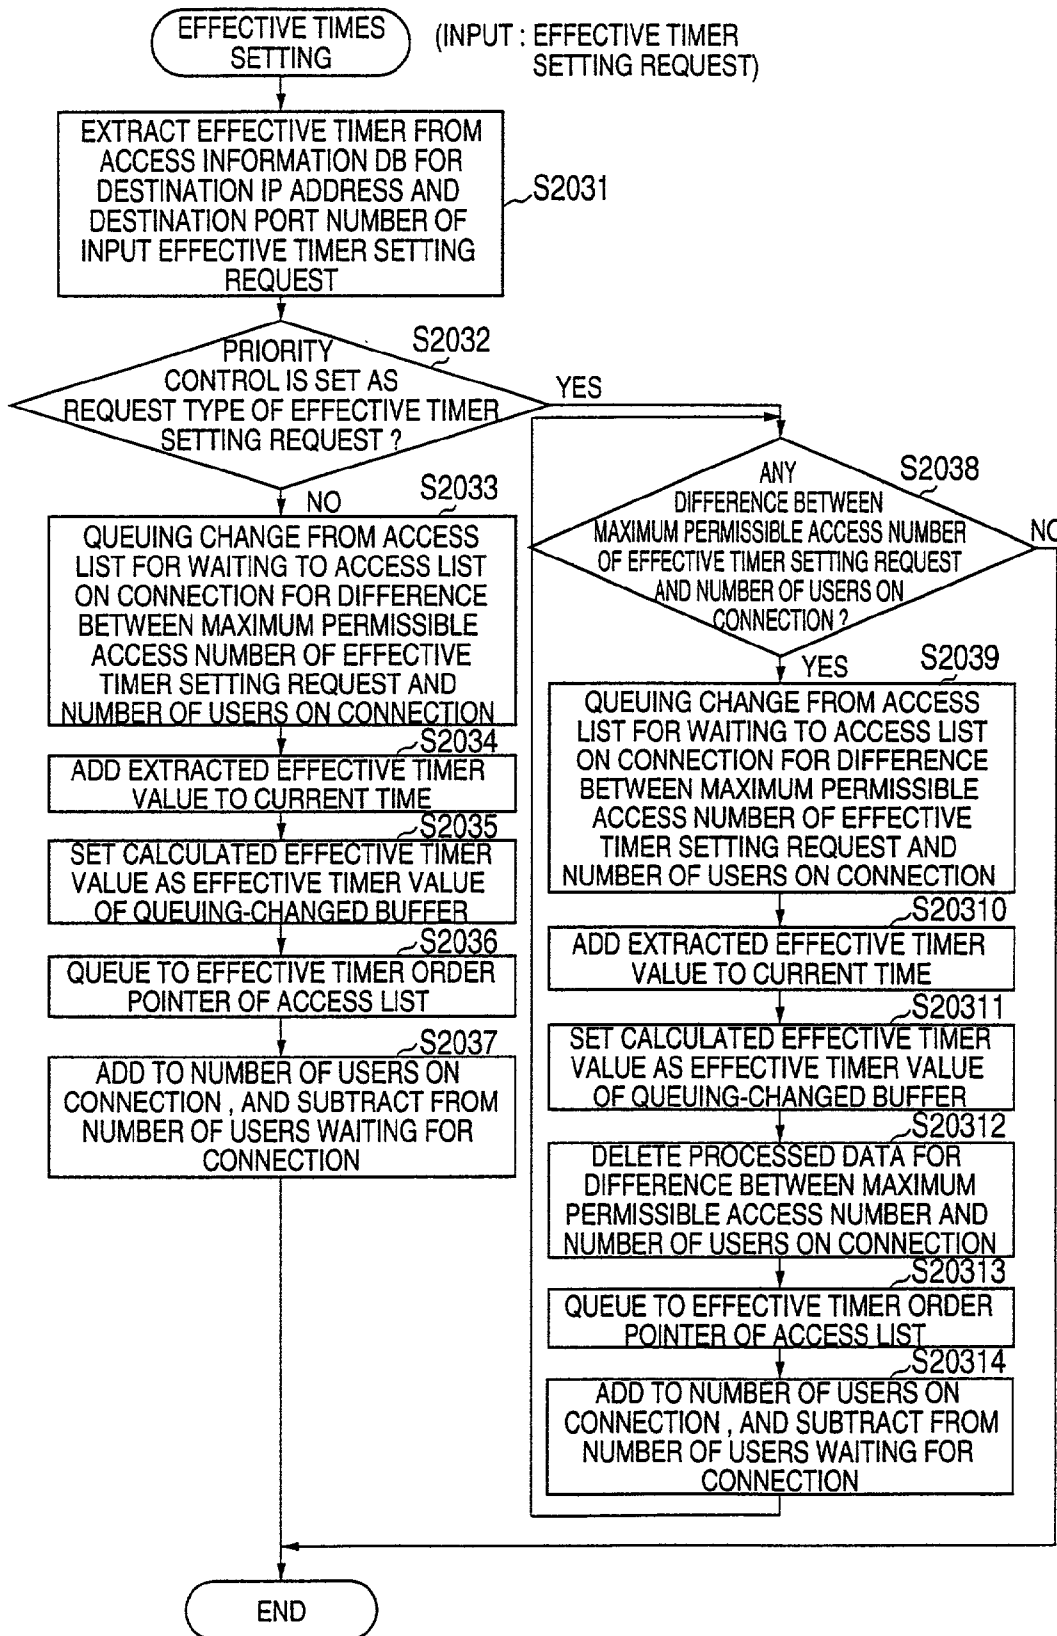 EFFECTIVE TIMES
SETTING
(INPUT : EFFECTIVE TIMER
SETTING REQUEST)
EXTRACT EFFECTIVE TIMER FROM
ACCESS INFORMATION DB FOR
DESTINATION IP ADDRESS AND
DESTINATION PORT NUMBER OF
INPUT EFFECTIVE TIMER SETTING
REQUEST
S2031
S2032
PRIORITY
CONTROL IS SET AS
REQUEST TYPE OF EFFECTIVE TIMER
SETTING REQUEST ?
YES
NO
S2033
QUEUING CHANGE FROM ACCESS
LIST FOR WAITING TO ACCESS LIST
ON CONNECTION FOR DIFFERENCE
BETWEEN MAXIMUM PERMISSIBLE
ACCESS NUMBER OF EFFECTIVE
TIMER SETTING REQUEST AND
NUMBER OF USERS ON CONNECTION
S2034
ADD EXTRACTED EFFECTIVE TIMER
VALUE TO CURRENT TIME
S2035
SET CALCULATED EFFECTIVE TIMER
VALUE AS EFFECTIVE TIMER VALUE
OF QUEUING-CHANGED BUFFER
S2036
QUEUE TO EFFECTIVE TIMER ORDER
POINTER OF ACCESS LIST
S2037
ADD TO NUMBER OF USERS ON
CONNECTION , AND SUBTRACT FROM
NUMBER OF USERS WAITING FOR
CONNECTION
S2038
ANY
DIFFERENCE BETWEEN
MAXIMUM PERMISSIBLE ACCESS NUMBER
OF EFFECTIVE TIMER SETTING REQUEST
AND NUMBER OF USERS ON
CONNECTION ?
NO
YES
S2039
QUEUING CHANGE FROM ACCESS
LIST FOR WAITING TO ACCESS LIST
ON CONNECTION FOR DIFFERENCE
BETWEEN MAXIMUM PERMISSIBLE
ACCESS NUMBER OF EFFECTIVE
TIMER SETTING REQUEST AND
NUMBER OF USERS ON CONNECTION
S20310
ADD EXTRACTED EFFECTIVE TIMER
VALUE TO CURRENT TIME
S20311
SET CALCULATED EFFECTIVE TIMER
VALUE AS EFFECTIVE TIMER VALUE
OF QUEUING-CHANGED BUFFER
S20312
DELETE PROCESSED DATA FOR
DIFFERENCE BETWEEN MAXIMUM
PERMISSIBLE ACCESS NUMBER AND
NUMBER OF USERS ON CONNECTION
S20313
QUEUE TO EFFECTIVE TIMER ORDER
POINTER OF ACCESS LIST
S20314
ADD TO NUMBER OF USERS ON
CONNECTION , AND SUBTRACT FROM
NUMBER OF USERS WAITING FOR
CONNECTION
END